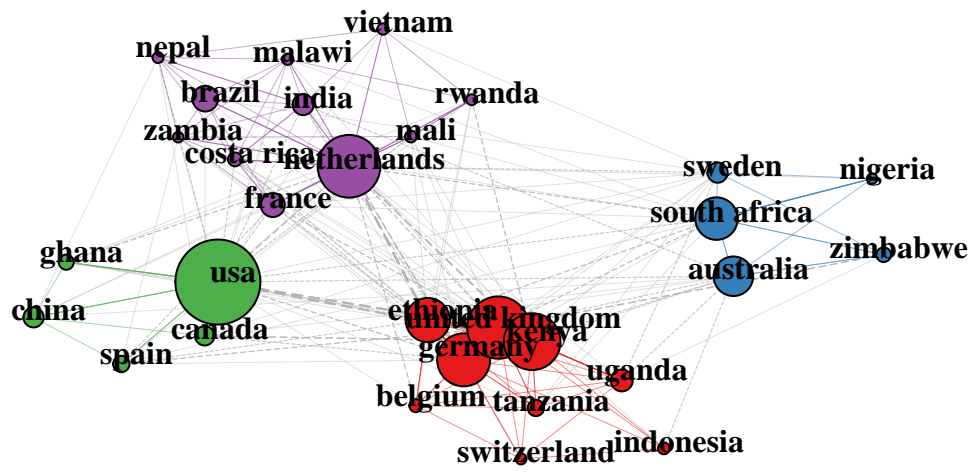 vietnam
nepal
malawi
brazil
india
rwanda
zambia
mali
costa rica
netherlands
sweden
nigeria
france
south africa
ghana
zimbabwe
usa
australia
china
ethiopia
united kingdom
canada
kenya
germany
spain
uganda
belgium
tanzania
indonesia
switzerland